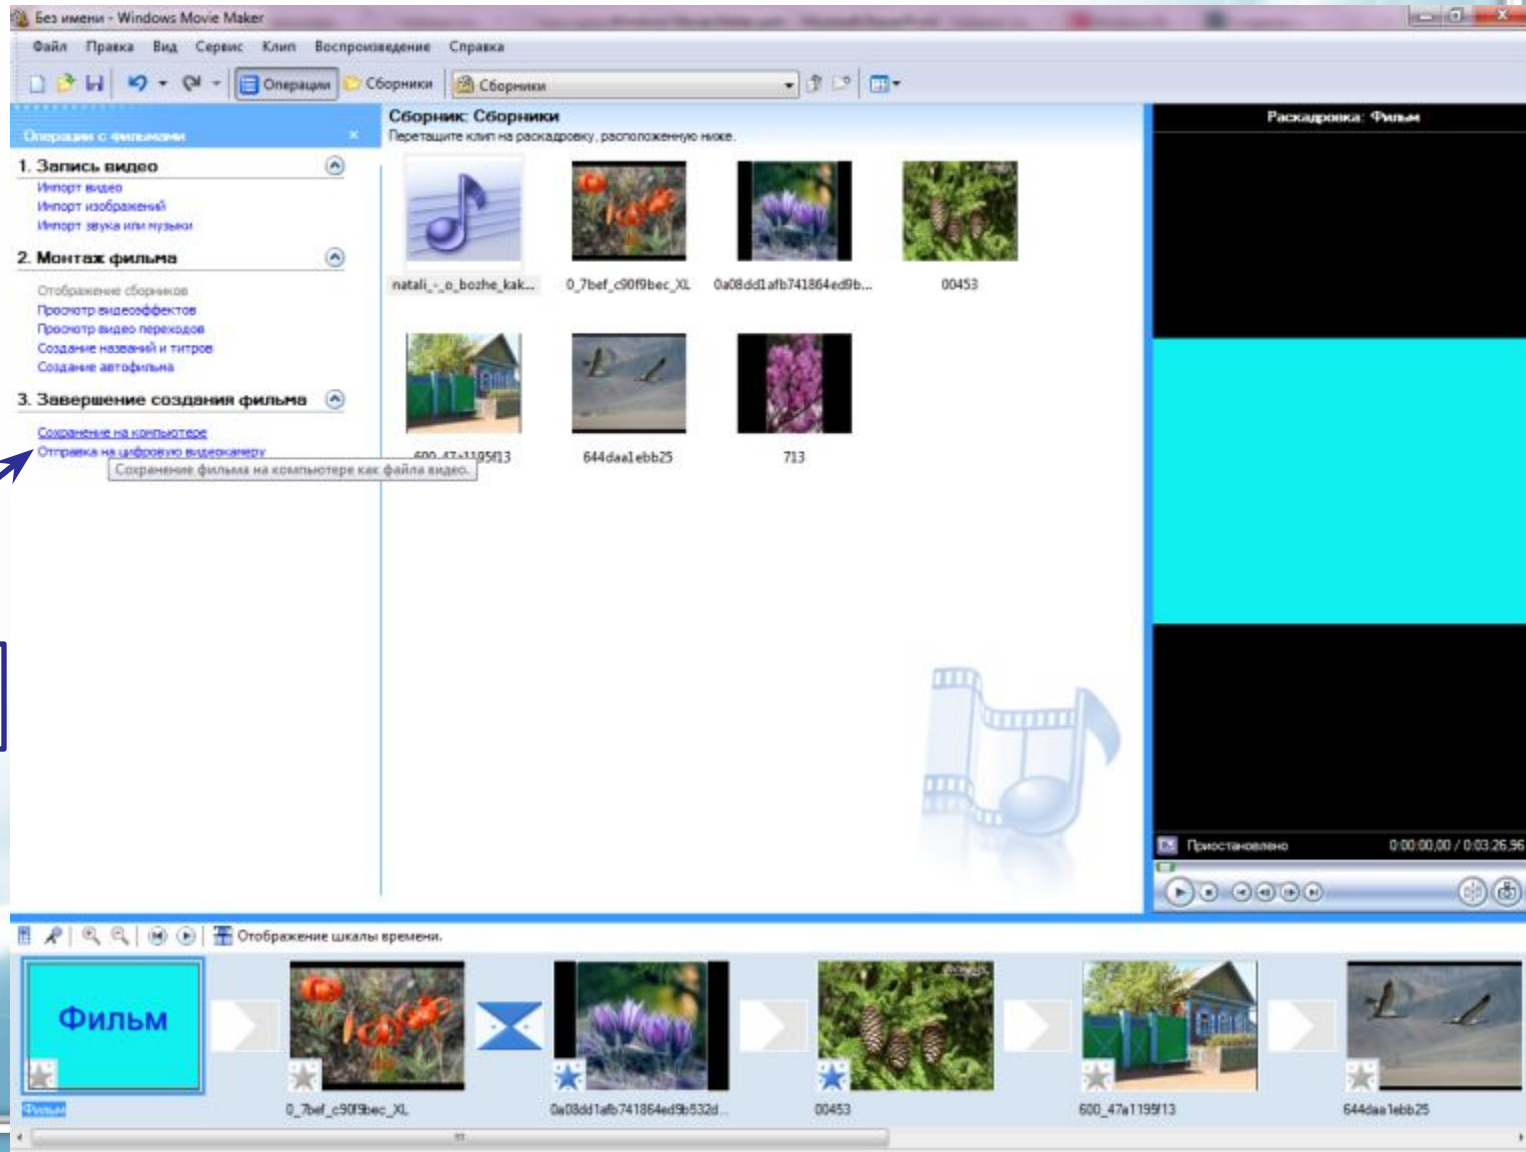 Без имени - Windows Movie Maker
Файл Правка Вид Сервис Клип Воспроизведение Справка
Операции Сборники Сборники
Операции с фильмами
1. Запись видео
Импорт видео
Импорт изображений
Импорт звука или музыки
2. Монтаж фильма
Отображение сборников
Просмотр видеоэффектов
Просмотр видео переходов
Создание названий и титров
Создание автофильма
3. Завершение создания фильма
Сохранение на компьютере
Отправка на цифровую видеокамеру
Сохранение фильма на компьютере как файла видео.
Сборник: Сборники
Перетащите клип на раскадровку, расположенную ниже.
natali_-_o_bozhe_kak...
0_7bef_c90f9bec_XL
0a08dd1afb741864ed9b...
00453
600_47a1195f13
644daa1ebb25
713
Раскадровка: Фильм
Приостановлено
0:00:00,00 / 0:03:26,96
Отображение шкалы времени.
Фильм
Фильм
0_7bef_c90f9bec_XL
0a08dd1afb741864ed9b532d...
00453
600_47a1195f13
644daa1ebb25